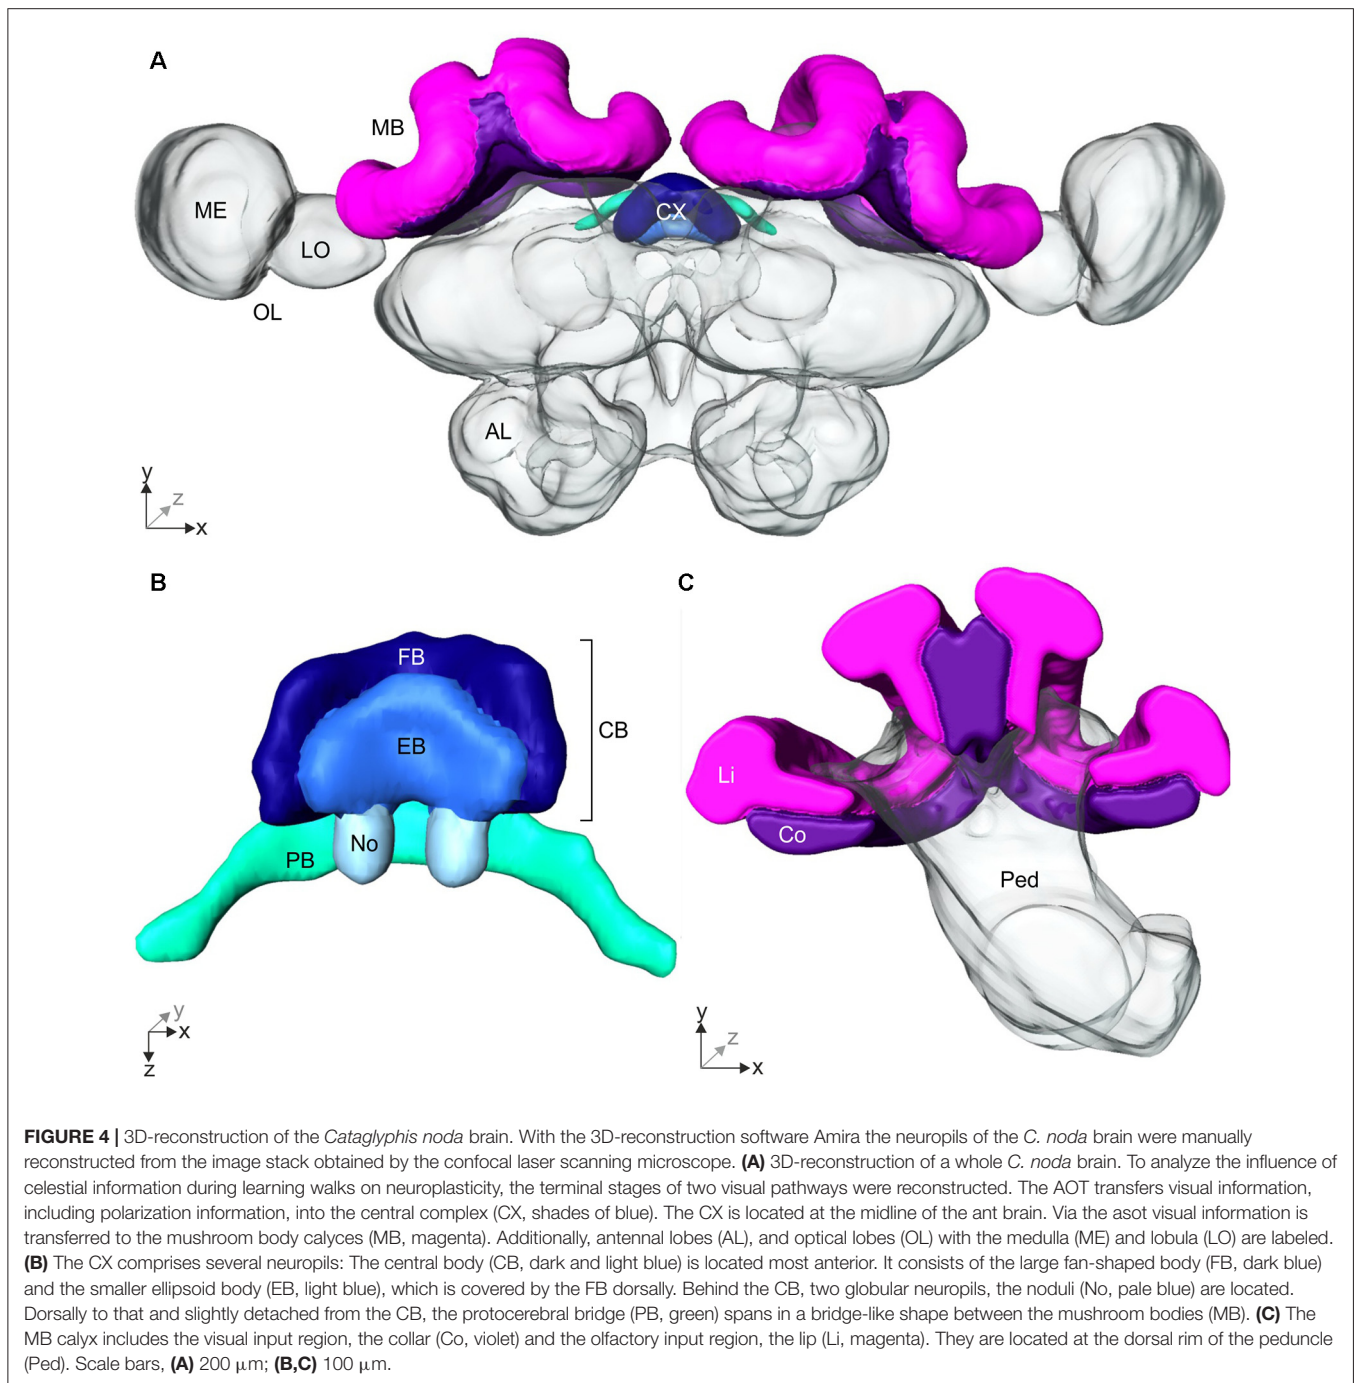 A
MB
ME
CX
LO
OL
AL
y
z
x
B
C
FB
CB
EB
Li
Co
No
PB
Ped
y
x
z
y
z
x
FIGURE 4 | 3D-reconstruction of the Cataglyphis noda brain. With the 3D-reconstruction software Amira the neuropils of the C. noda brain were manually
reconstructed from the image stack obtained by the confocal laser scanning microscope. (A) 3D-reconstruction of a whole C. noda brain. To analyze the influence of
celestial information during learning walks on neuroplasticity, the terminal stages of two visual pathways were reconstructed. The AOT transfers visual information,
including polarization information, into the central complex (CX, shades of blue). The CX is located at the midline of the ant brain. Via the asot visual information is
transferred to the mushroom body calyces (MB, magenta). Additionally, antennal lobes (AL), and optical lobes (OL) with the medulla (ME) and lobula (LO) are labeled.
(B) The CX comprises several neuropils: The central body (CB, dark and light blue) is located most anterior. It consists of the large fan-shaped body (FB, dark blue)
and the smaller ellipsoid body (EB, light blue), which is covered by the FB dorsally. Behind the CB, two globular neuropils, the noduli (No, pale blue) are located.
Dorsally to that and slightly detached from the CB, the protocerebral bridge (PB, green) spans in a bridge-like shape between the mushroom bodies (MB). (C) The
MB calyx includes the visual input region, the collar (Co, violet) and the olfactory input region, the lip (Li, magenta). They are located at the dorsal rim of the peduncle
(Ped). Scale bars, (A) 200 μm; (B,C) 100 μm.